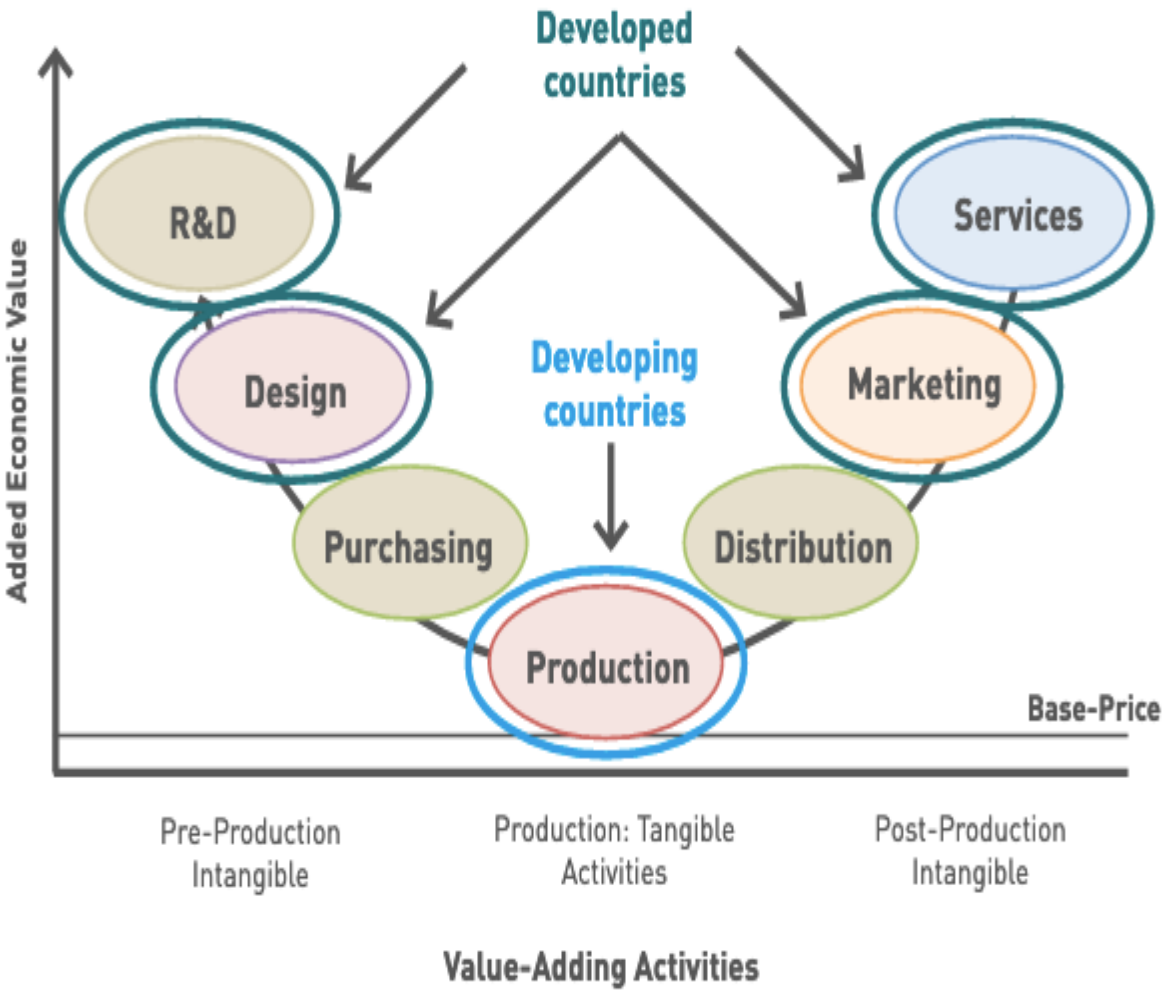 Developed
countries
R&D
Services
Design
Developing
countries
Marketing
Purchasing
Distribution
Production
Base-Price
Added Economic Value
Pre-Production
Intangible
Production: Tangible
Activities
Post-Production
Intangible
Value-Adding Activities